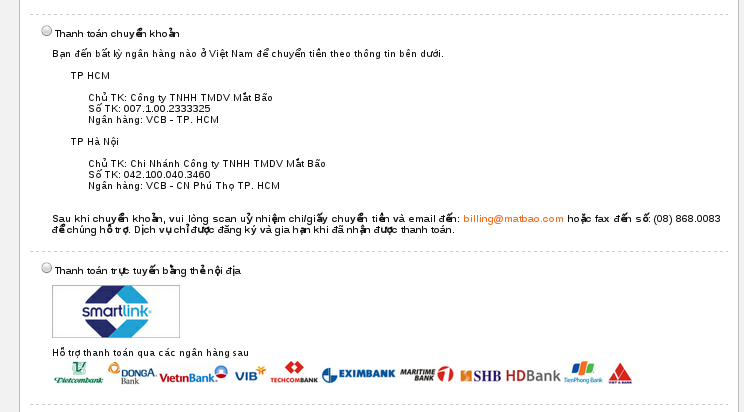 Thanh toán chuyển khoản
Bạn đến bất kỳ ngân hàng nào ở Việt Nam để chuyển tiền theo thông tin bên dưới.
TP HCM
Chủ TK: Công ty TNHH TMDV Mắt Bão
Số TK: 007.1.00.2333325
Ngân hàng: VCB - TP. HCM
TP Hà Nội
Chủ TK: Chi Nhánh Công ty TNHH TMDV Mắt Bão
Số TK: 042.100.040.3460
Ngân hàng: VCB - CN Phú Thọ TP. HCM
Sau khi chuyển khoản, vui lòng scan uỷ nhiệm chi/giấy chuyển tiền và email đến: billing@matbao.com hoặc fax đến số: (08) 868.0083
để chúng hỗ trợ. Dịch vụ chỉ được đăng ký và gia hạn khi đã nhận được thanh toán.
Thanh toán trực tuyến bằng thẻ nội địa
smartlink
Hỗ trợ thanh toán qua các ngân hàng sau
Vietcombank DONGA Bank VietinBank VIB TECHCOMBANK EXIMBANK MARITIME BANK SHB HDBank TienPhong Bank VIET A BANK